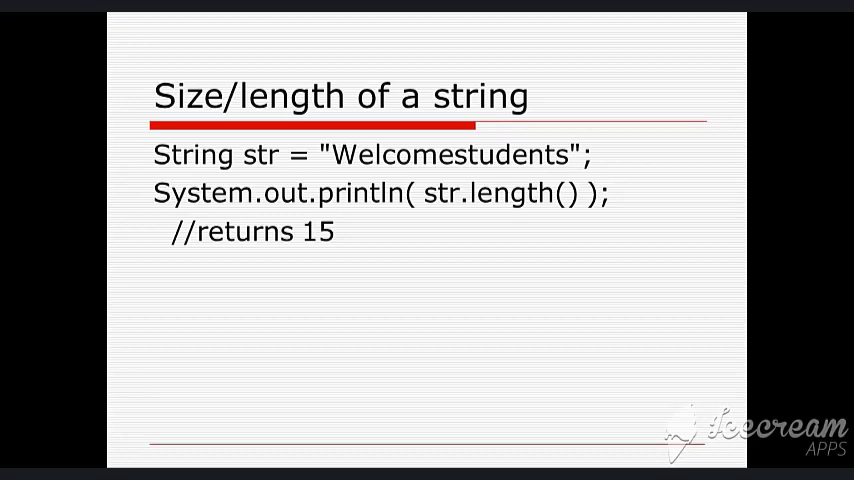 Size/length of a string
String str = "Welcomestudents";
System.out.println( str.length() );
//returns 15
Icecream
APPS